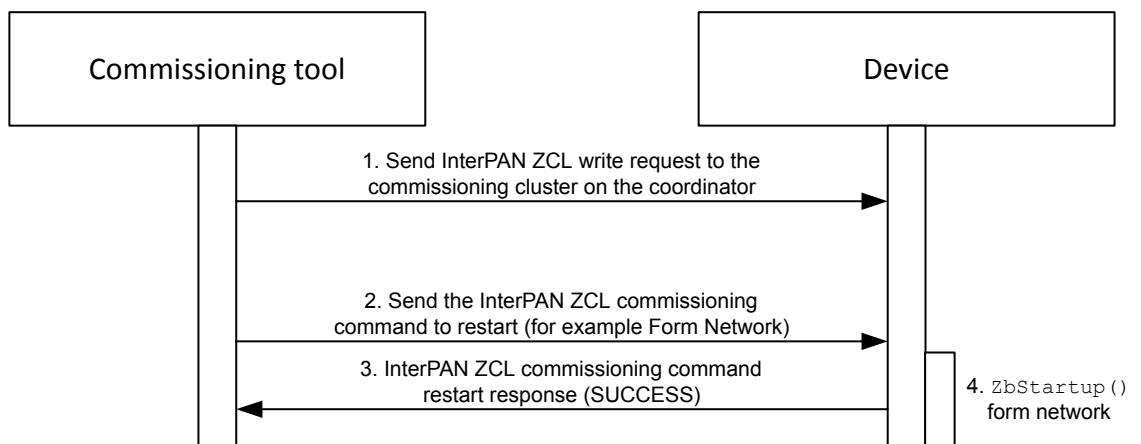 Commissioning tool
Device
1. Send InterPAN ZCL write request to the
commissioning cluster on the coordinator
2. Send the InterPAN ZCL commissioning
command to restart (for example Form Network)
3. InterPAN ZCL commissioning command
restart response (SUCCESS)
4. ZbStartup()
form network